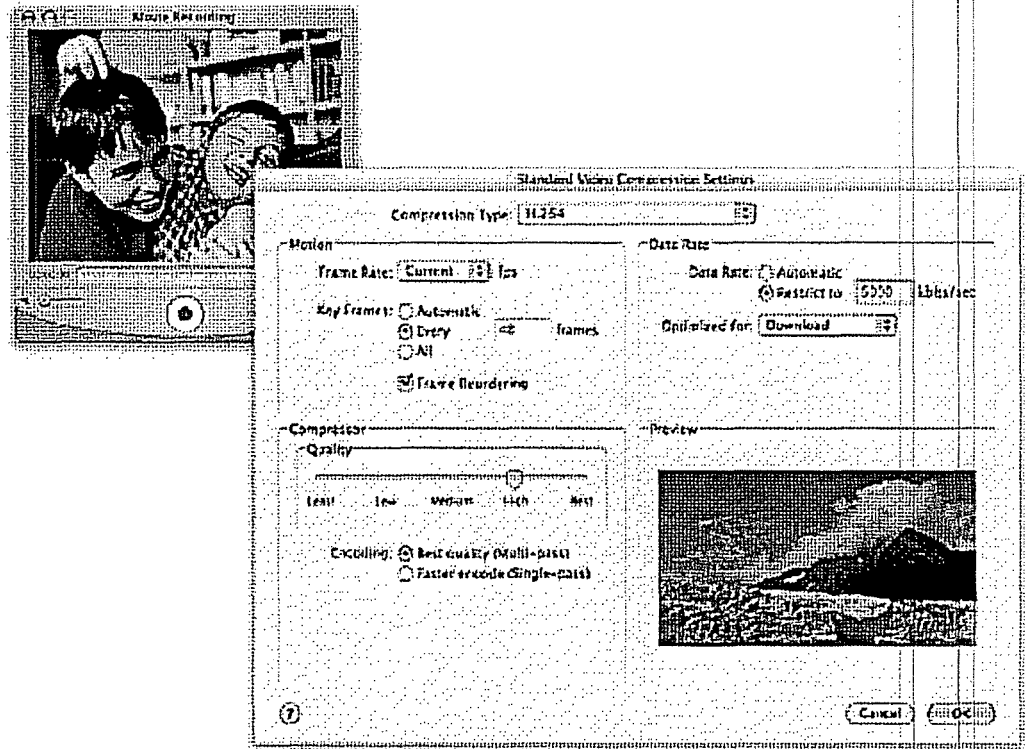 Movie Recording
Standard Video Compression Settings
Compression Type: H.264
Motion
Frame Rate: Current fps
Key Frames: Automatic
Every frames
All
Frame Reordering
Data Rate
Data Rate: Automatic
Restrict to kbits/sec
Optimized for: Download
Compressor
Quality
Least Low Medium High Best
Encoding: Best quality (Multi-pass)
Faster encode (Single-pass)
Preview
?
Cancel OK